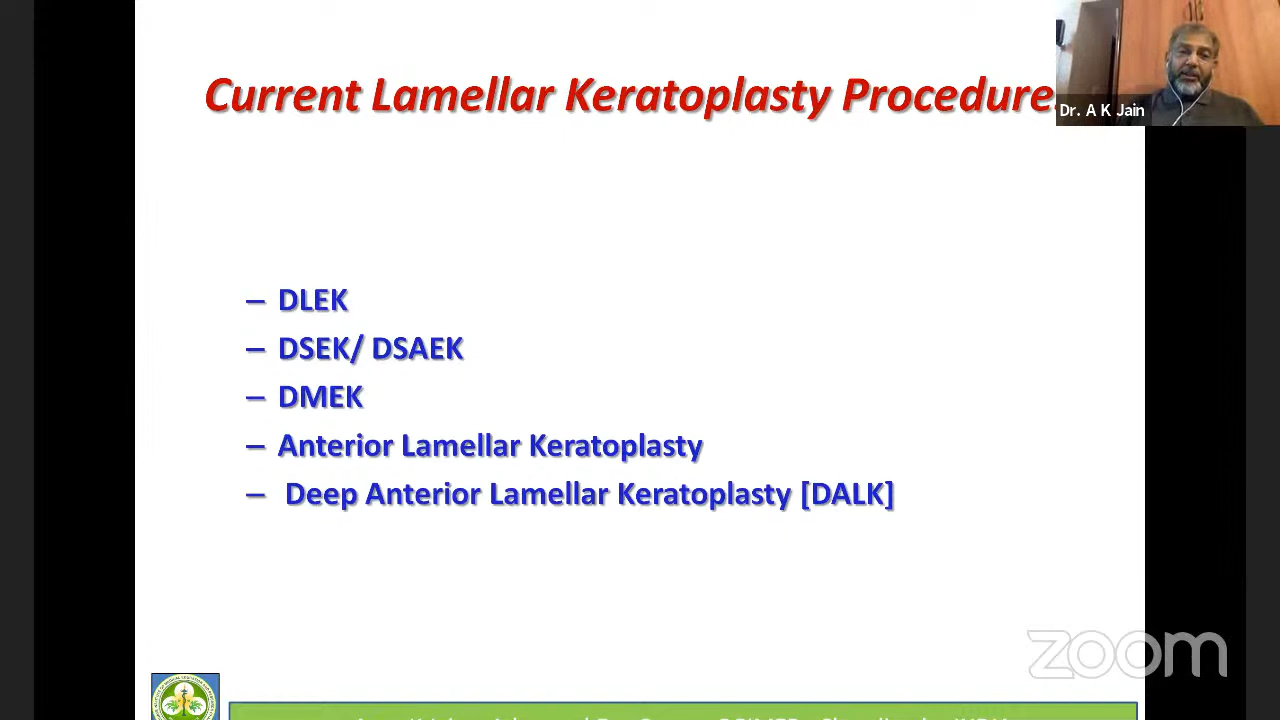 Current Lamellar Keratoplasty Procedure
Dr. A K Jain
– DLEK
– DSEK/ DSAEK
– DMEK
– Anterior Lamellar Keratoplasty
– Deep Anterior Lamellar Keratoplasty [DALK]
zoom